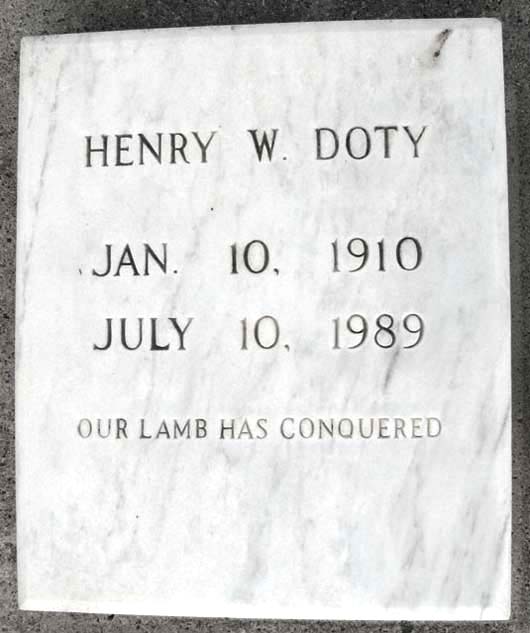 HENRY W. DOTY
JAN. 10, 1910
JULY 10, 1989
OUR LAMB HAS CONQUERED